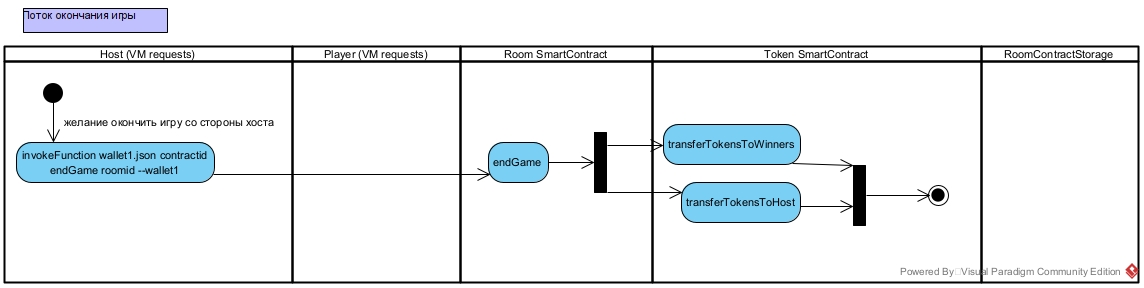 Поток окончания игры
Host (VM requests)
Player (VM requests)
Room SmartContract
Token SmartContract
RoomContractStorage
желание окончить игру со стороны хоста
invokeFunction wallet1.json contractid
endGame roomid --wallet1
endGame
transferTokensToWinners
transferTokensToHost
Powered By Visual Paradigm Community Edition